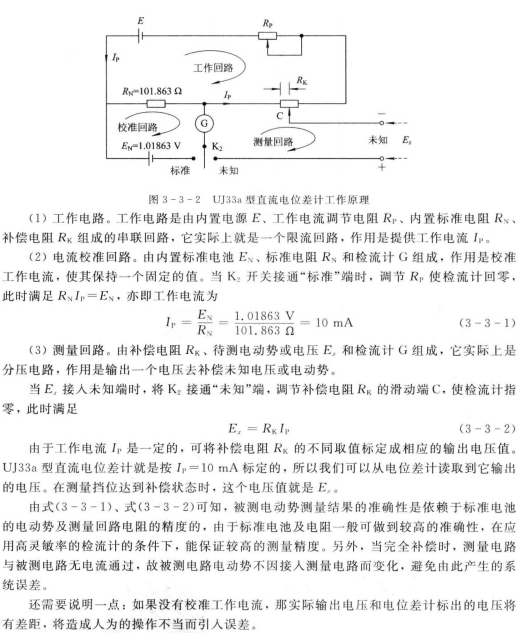 E
R_P
I_P
工作回路
R_K
R_N=101.863 Ω
I_P
校准回路
G
C
测量回路
−
未知 E_x
E_N=1.01863 V
K₂
+
标准
未知
图 3-3-2 UJ33a 型直流电位差计工作原理
(1) 工作电路。工作电路是由内置电源 E、工作电流调节电阻 R_P、内置标准电阻 R_N、
补偿电阻 R_K 组成的串联回路，它实际上就是一个限流回路，作用是提供工作电流 I_P。
(2) 电流校准回路。由内置标准电池 E_N、标准电阻 R_N 和检流计 G 组成，作用是校准
工作电流，使其保持一个固定的值。当 K₂ 开关接通“标准”端时，调节 R_P 使检流计回零，
此时满足 R_N I_P=E_N，亦即工作电流为
I_P = E_N / R_N = 1.01863 V / 101.863 Ω = 10 mA (3-3-1)
(3) 测量回路。由补偿电阻 R_K、待测电动势或电压 E_x 和检流计 G 组成，它实际上是
分压电路，作用是输出一个电压去补偿未知电压或电动势。
当 E_x 接入未知端时，将 K₂ 接通“未知”端，调节补偿电阻 R_K 的滑动端 C，使检流计指
零，此时满足
E_x = R_K I_P (3-3-2)
由于工作电流 I_P 是一定的，可将补偿电阻 R_K 的不同取值标定成相应的输出电压值。
UJ33a 型直流电位差计就是按 I_P=10 mA 标定的，所以我们可以从电位差计读取到它输出
的电压。在测量挡位达到补偿状态时，这个电压值就是 E_x。
由式(3-3-1)、式(3-3-2)可知，被测电动势测量结果的准确性是依赖于标准电池
的电动势及测量回路电阻的精度的，由于标准电池及电阻一般可做到较高的准确性，在应
用高灵敏率的检流计的条件下，能保证较高的测量精度。另外，当完全补偿时，测量电路
与被测电路无电流通过，故被测电路电动势不因接入测量电路而变化，避免由此产生的系
统误差。
还需要说明一点：如果没有校准工作电流，那实际输出电压和电位差计标出的电压将
有差距，将造成人为的操作不当而引入误差。